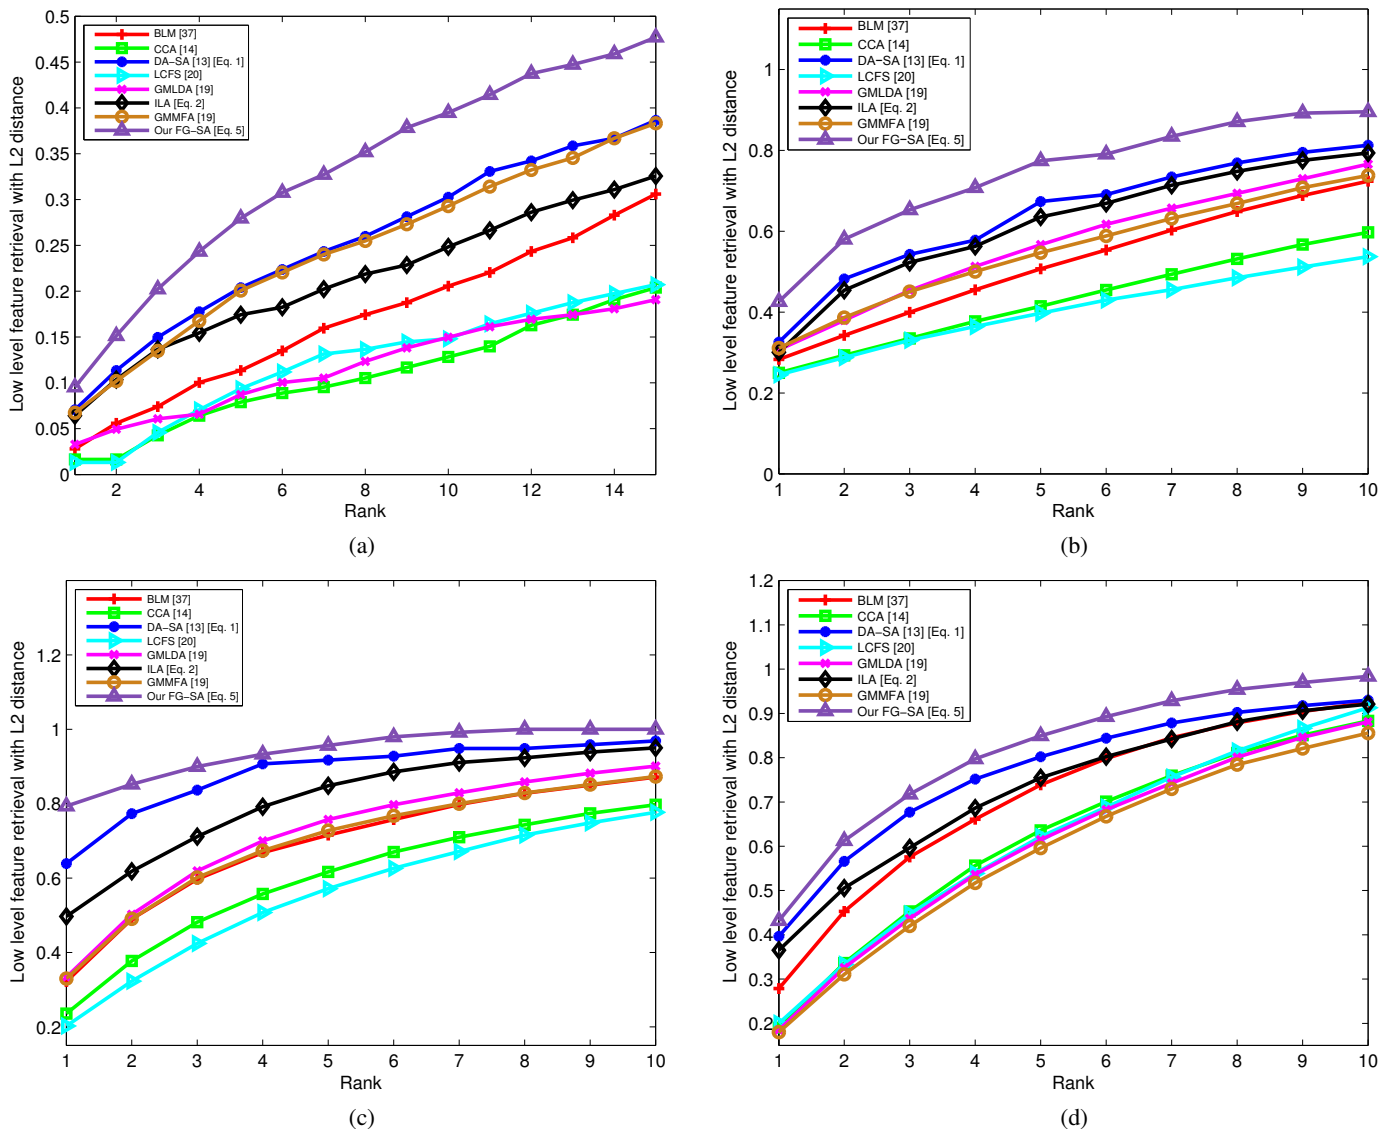 0.5
0.45
0.4
0.35
0.3
0.25
0.2
0.15
0.1
0.05
0
Low level feature retrieval with L2 distance
BLM [37]
CCA [14]
DA-SA [13] [Eq. 1]
LCFS [20]
GMLDA [19]
ILA [Eq. 2]
GMMFA [19]
Our FG-SA [Eq. 5]
2 4 6 8 10 12 14
Rank
(a)
1
0.8
0.6
0.4
0.2
0
Low level feature retrieval with L2 distance
BLM [37]
CCA [14]
DA-SA [13] [Eq. 1]
LCFS [20]
GMLDA [19]
ILA [Eq. 2]
GMMFA [19]
Our FG-SA [Eq. 5]
1 2 3 4 5 6 7 8 9 10
Rank
(b)
1.2
1
0.8
0.6
0.4
0.2
Low level feature retrieval with L2 distance
BLM [37]
CCA [14]
DA-SA [13] [Eq. 1]
LCFS [20]
GMLDA [19]
ILA [Eq. 2]
GMMFA [19]
Our FG-SA [Eq. 5]
1 2 3 4 5 6 7 8 9 10
Rank
(c)
1.2
1.1
1
0.9
0.8
0.7
0.6
0.5
0.4
0.3
0.2
Low level feature retrieval with L2 distance
BLM [37]
CCA [14]
DA-SA [13] [Eq. 1]
LCFS [20]
GMLDA [19]
ILA [Eq. 2]
GMMFA [19]
Our FG-SA [Eq. 5]
1 2 3 4 5 6 7 8 9 10
Rank
(d)